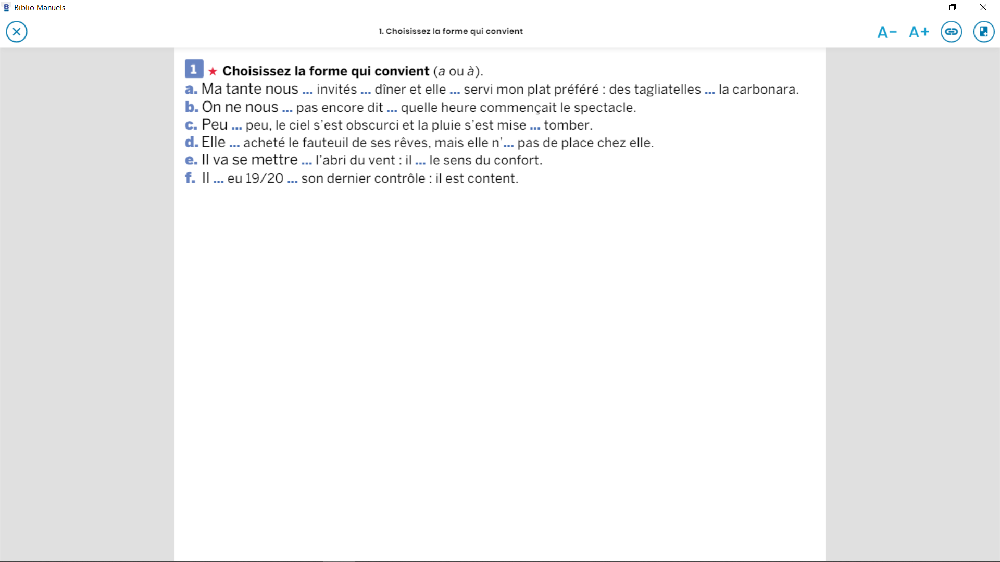 Biblio Manuels
1. Choisissez la forme qui convient
A- A+
1 ★ Choisissez la forme qui convient (a ou à).
a. Ma tante nous ... invités ... dîner et elle ... servi mon plat préféré : des tagliatelles ... la carbonara.
b. On ne nous ... pas encore dit ... quelle heure commençait le spectacle.
c. Peu ... peu, le ciel s'est obscurci et la pluie s'est mise ... tomber.
d. Elle ... acheté le fauteuil de ses rêves, mais elle n'... pas de place chez elle.
e. Il va se mettre ... l'abri du vent : il ... le sens du confort.
f. Il ... eu 19/20 ... son dernier contrôle : il est content.